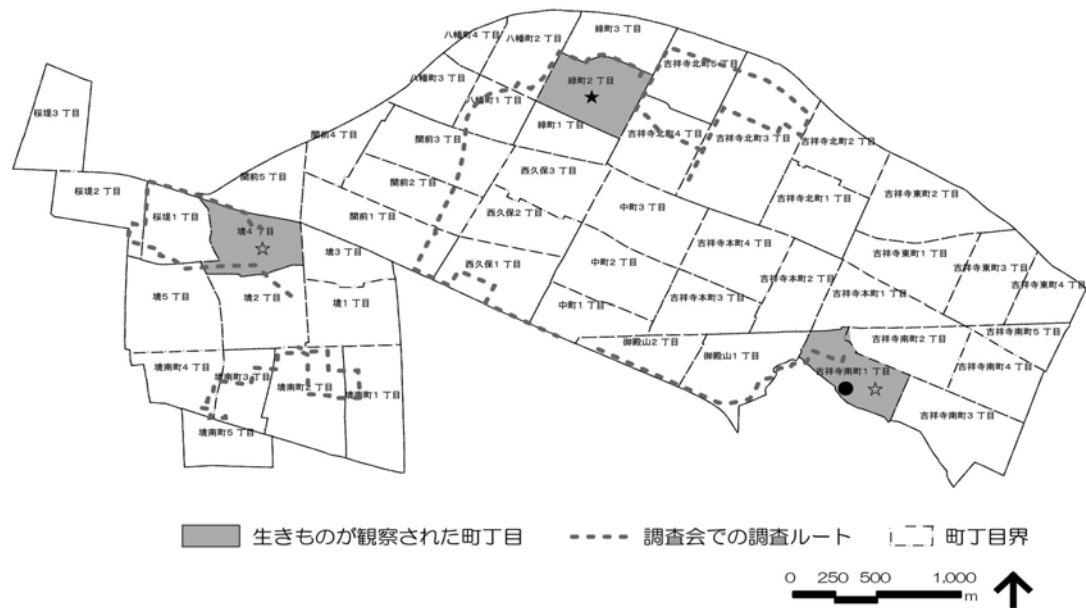 緑町3 丁目
八幡町4 丁目
八幡町2 丁目
吉祥寺北町5 丁目
八幡町3 丁目
緑町2 丁目
★
八幡町1 丁目
桜堤3 丁目
緑町1 丁目
吉祥寺北町4 丁目
吉祥寺北町3 丁目
吉祥寺北町2 丁目
関前4 丁目
関前3 丁目
西久保3 丁目
関前5 丁目
関前2 丁目
桜堤2 丁目
吉祥寺北町1 丁目
吉祥寺東町2 丁目
中町3 丁目
西久保2 丁目
桜堤1 丁目
関前1 丁目
境4 丁目
☆
吉祥寺本町4 丁目
境3 丁目
吉祥寺東町1 丁目
西久保1 丁目
中町2 丁目
吉祥寺東町3 丁目
吉祥寺本町2 丁目
吉祥寺東町4 丁目
境5 丁目
境2 丁目
境1 丁目
吉祥寺本町3 丁目
吉祥寺本町1 丁目
中町1 丁目
吉祥寺南町5 丁目
御殿山2 丁目
吉祥寺南町2 丁目
御殿山1 丁目
境南町4 丁目
吉祥寺南町4 丁目
吉祥寺南町1 丁目
境南町3 丁目
● ☆
境南町2 丁目
境南町1 丁目
吉祥寺南町3 丁目
境南町5 丁目
生きものが観察された町丁目 調査会での調査ルート 町丁目界
0 250 500 1,000
m